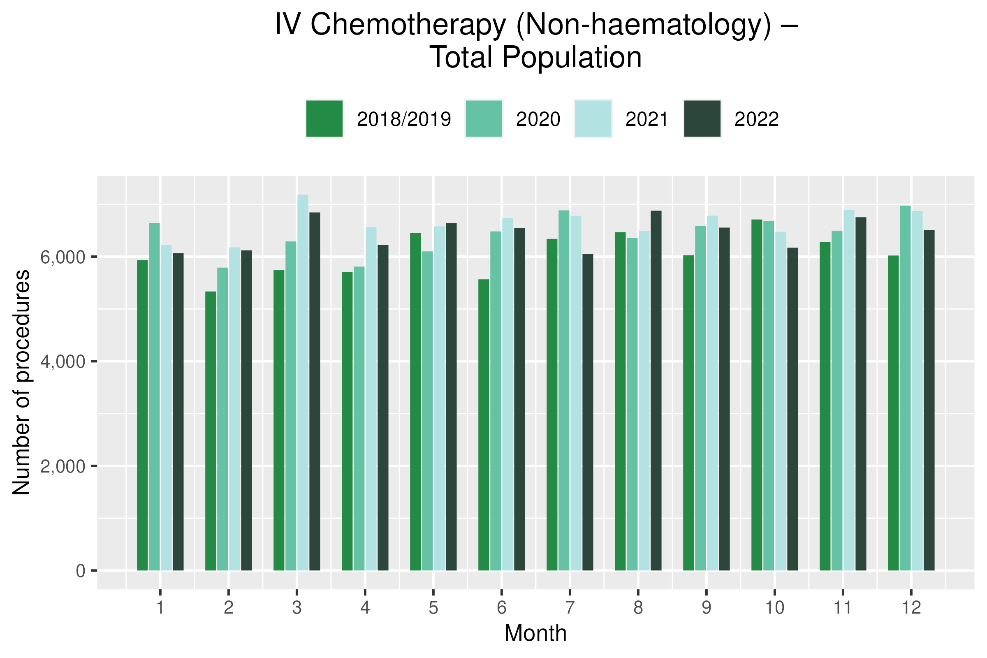 IV Chemotherapy (Non-haematology) –
Total Population
2018/2019 2020 2021 2022
Number of procedures
6,000
4,000
2,000
0
1 2 3 4 5 6 7 8 9 10 11 12
Month